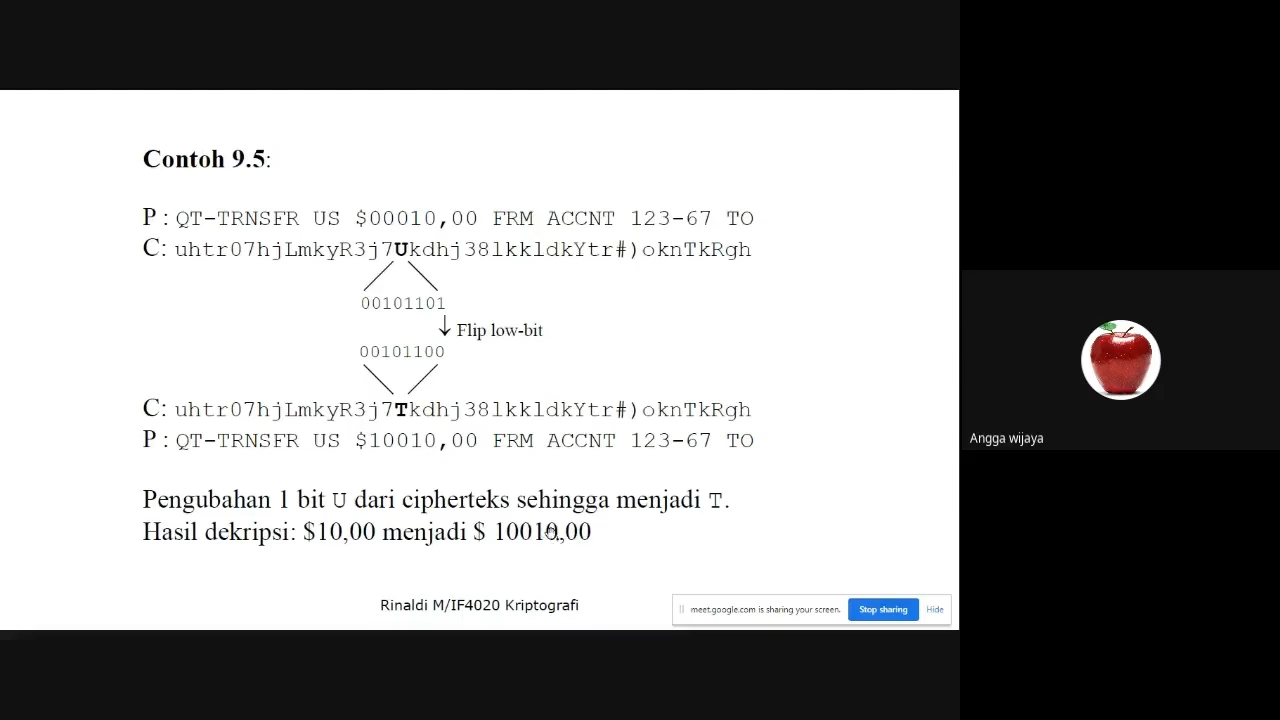 Contoh 9.5:
P : QT-TRNSFR US $00010,00 FRM ACCNT 123-67 TO
C: uhtr07hjLmkyR3j7Ukdhj38lkkldkYtr#)oknTkRgh
00101101
Flip low-bit
00101100
C: uhtr07hjLmkyR3j7Tkdhj38lkkldkYtr#)oknTkRgh
P : QT-TRNSFR US $10010,00 FRM ACCNT 123-67 TO
Pengubahan 1 bit U dari cipherteks sehingga menjadi T.
Hasil dekripsi: $10,00 menjadi $ 10010,00
Rinaldi M/IF4020 Kriptografi
meet.google.com is sharing your screen. Stop sharing Hide
Angga wijaya